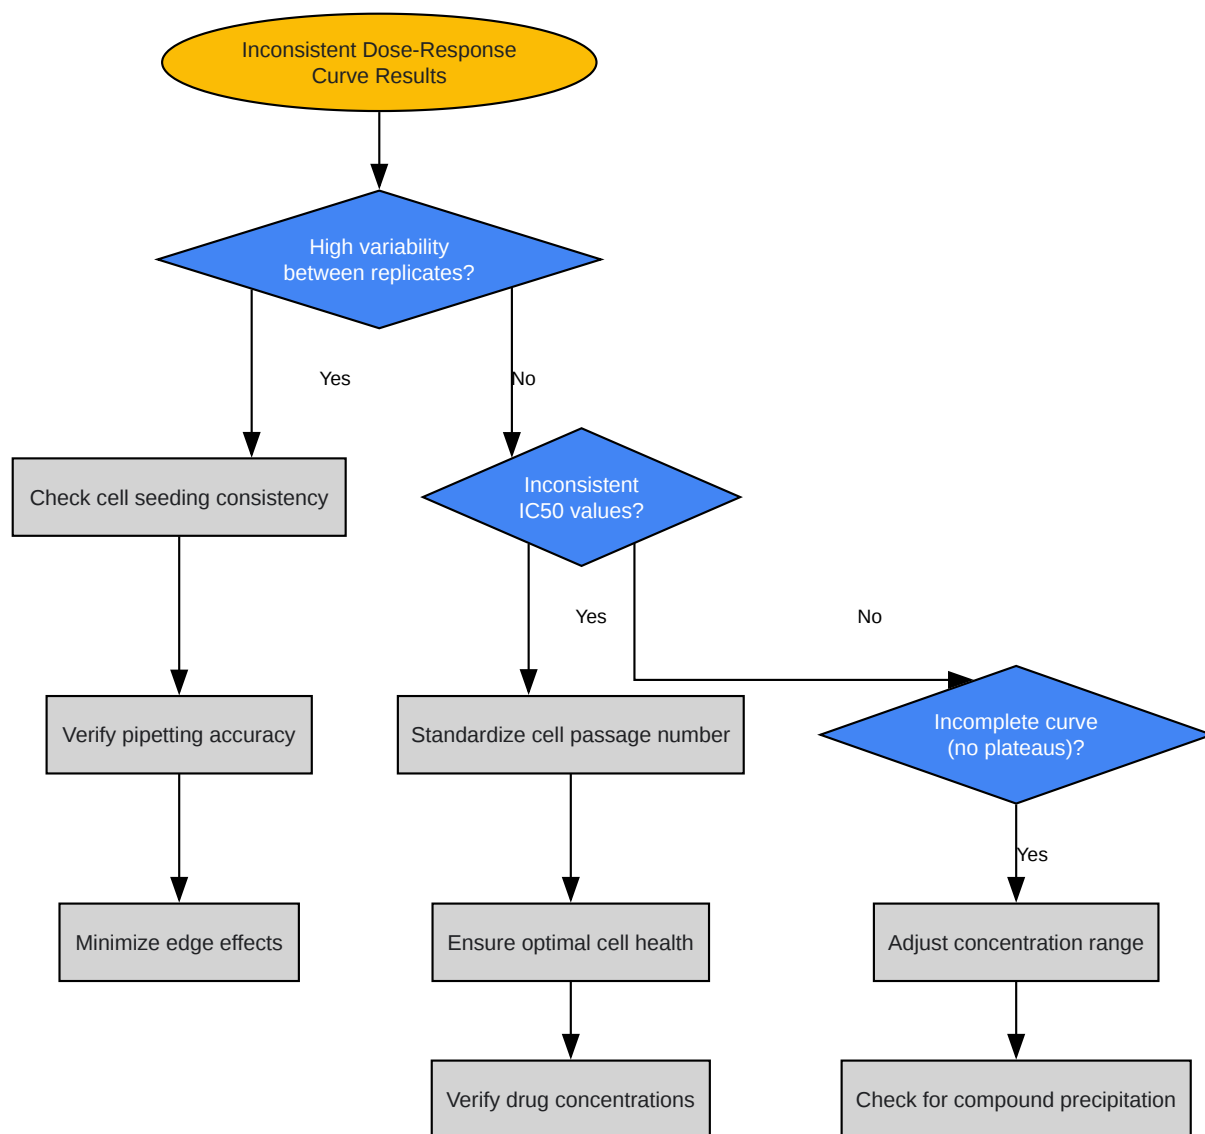 Inconsistent Dose-Response
Curve Results
High variability
between replicates?
Yes
No
Check cell seeding consistency
Inconsistent
IC50 values?
Yes
No
Verify pipetting accuracy
Standardize cell passage number
Incomplete curve
(no plateaus)?
Yes
Minimize edge effects
Ensure optimal cell health
Adjust concentration range
Verify drug concentrations
Check for compound precipitation